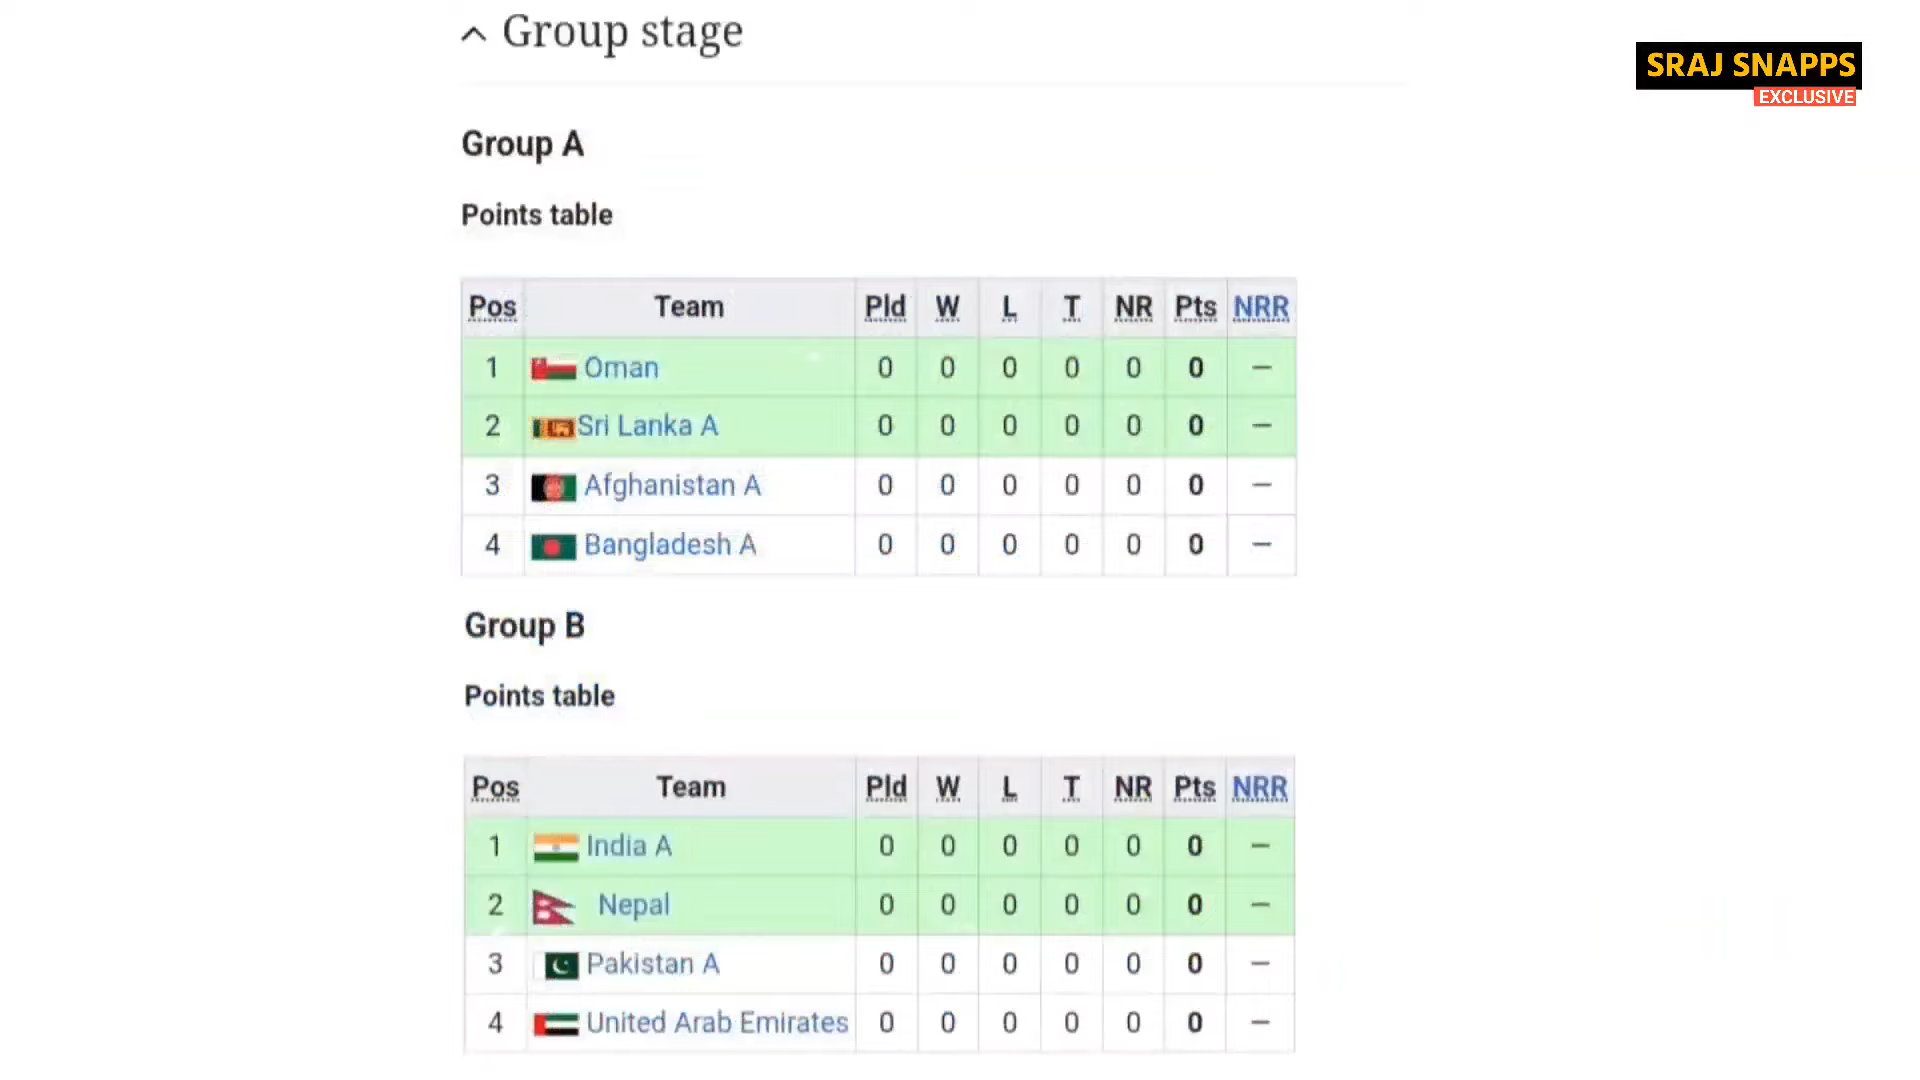 Group stage
SRAJ SNAPPS
EXCLUSIVE
Group A
Points table
Pos Team Pld W L T NR Pts NRR
1 Oman 0 0 0 0 0 0 —
2 Sri Lanka A 0 0 0 0 0 0 —
3 Afghanistan A 0 0 0 0 0 0 —
4 Bangladesh A 0 0 0 0 0 0 —
Group B
Points table
Pos Team Pld W L T NR Pts NRR
1 India A 0 0 0 0 0 0 —
2 Nepal 0 0 0 0 0 0 —
3 Pakistan A 0 0 0 0 0 0 —
4 United Arab Emirates 0 0 0 0 0 0 —